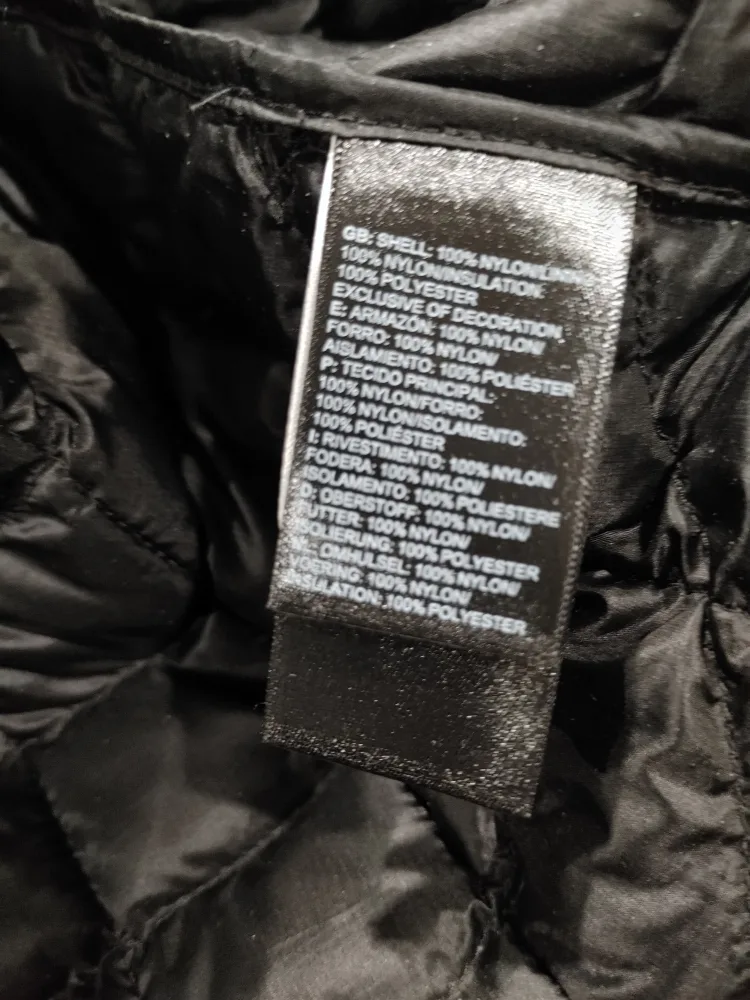 GB: SHELL: 100% NYLON/LINING:
100% NYLON/INSULATION:
100% POLYESTER
EXCLUSIVE OF DECORATION
E: ARMAZÓN: 100% NYLON/
FORRO: 100% NYLON/
AISLAMIENTO: 100% POLIÉSTER
P: TECIDO PRINCIPAL:
100% NYLON/FORRO:
100% NYLON/ISOLAMENTO:
100% POLIÉSTER
I: RIVESTIMENTO: 100% NYLON/
FODERA: 100% NYLON/
ISOLAMENTO: 100% POLIESTERE
D: OBERSTOFF: 100% NYLON/
FUTTER: 100% NYLON/
ISOLIERUNG: 100% POLYESTER
OMHULSEL: 100% NYLON/
VOERING: 100% NYLON/
INSULATION: 100% POLYESTER